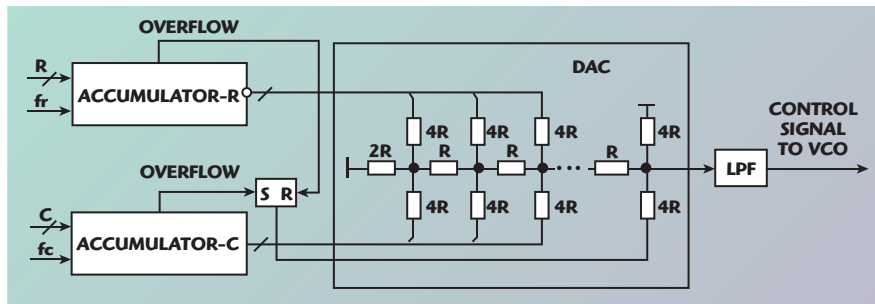 OVERFLOW
DAC
R
ACCUMULATOR-R
fr
4R
4R
4R
4R
CONTROL
SIGNAL
TO VCO
2R
R
R
R
LPF
OVERFLOW
S R
4R
4R
4R
4R
C
ACCUMULATOR-C
fc